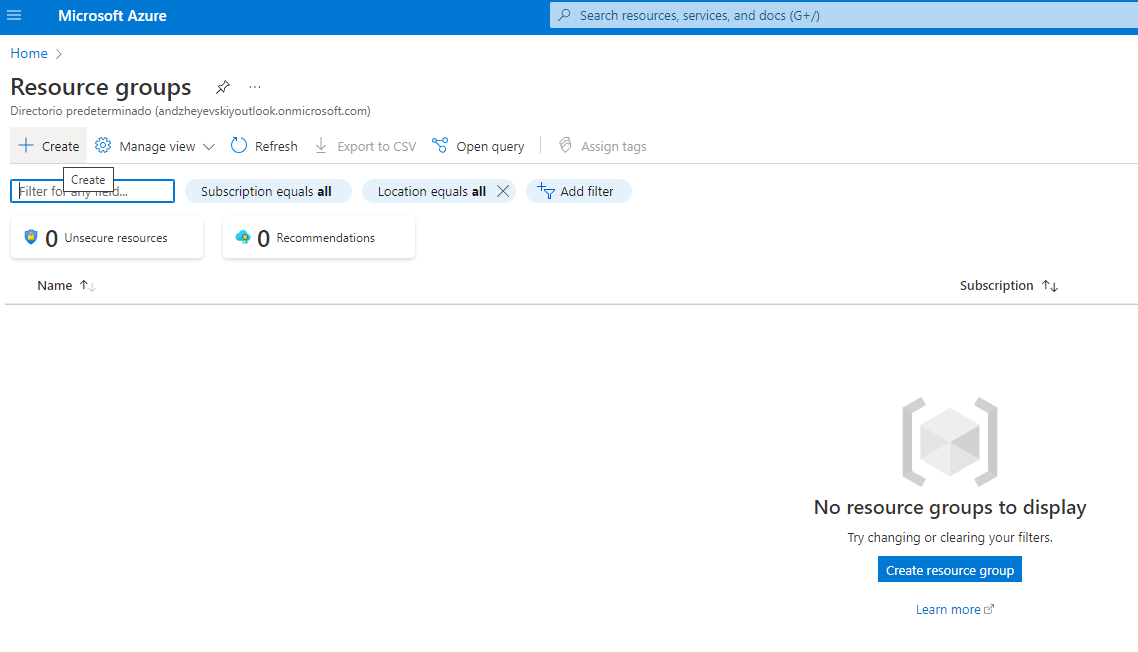 Microsoft Azure
Search resources, services, and docs (G+/)
Home
Resource groups
Directorio predeterminado (andzheyevskiyoutlook.onmicrosoft.com)
Create Manage view Refresh Export to CSV Open query Assign tags
Create
Filter for any field... Subscription equals all Location equals all Add filter
0 Unsecure resources 0 Recommendations
Name Subscription
No resource groups to display
Try changing or clearing your filters.
Create resource group
Learn more